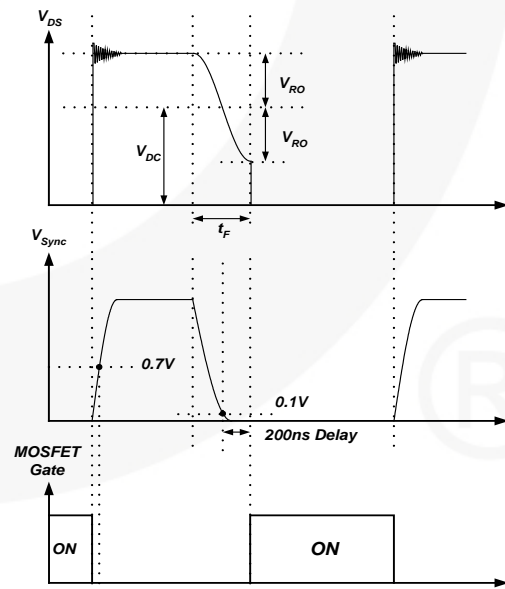 VDS
VRO
VDC
VRO
tF
VSync
0.7V
0.1V
200ns Delay
MOSFET
Gate
ON
ON
®